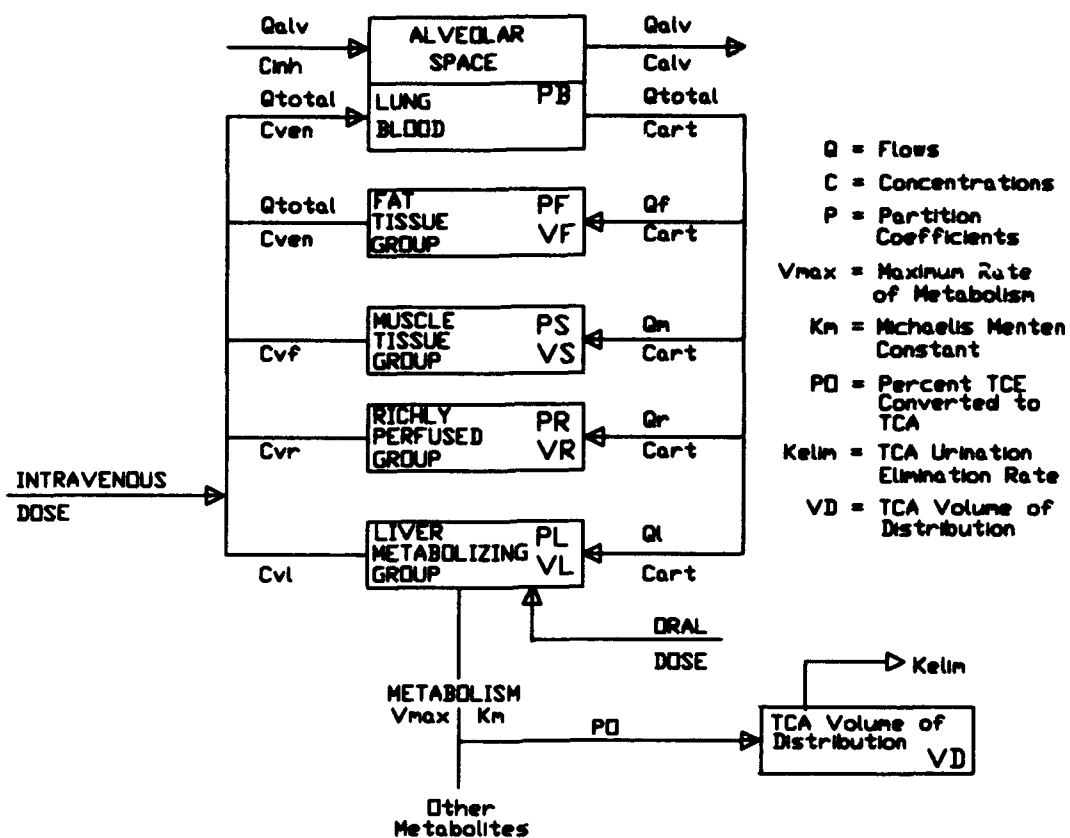 Qalv
Cinh
ALVEOLAR
SPACE
Qalv
Calv
Qtotal
Cven
LUNG
BLOOD
PB
Qtotal
Cart
Qtotal
Cven
FAT
TISSUE
GROUP
PF
VF
Qf
Cart
Cvf
MUSCLE
TISSUE
GROUP
PS
VS
Qm
Cart
Cvr
RICHLY
PERFUSED
GROUP
PR
VR
Qr
Cart
INTRAVENOUS
DOSE
Cvl
LIVER
METABOLIZING
GROUP
PL
VL
Ql
Cart
ORAL
DOSE
METABOLISM
Vmax Km
PO
Other
Metabolites
Kelim
TCA Volume of
Distribution
VD
Q = Flows
C = Concentrations
P = Partition
Coefficients
Vmax = Maximum Rate
of Metabolism
Km = Michaelis Menten
Constant
PO = Percent TCE
Converted to
TCA
Kelim = TCA Urination
Elimination Rate
VD = TCA Volume of
Distribution